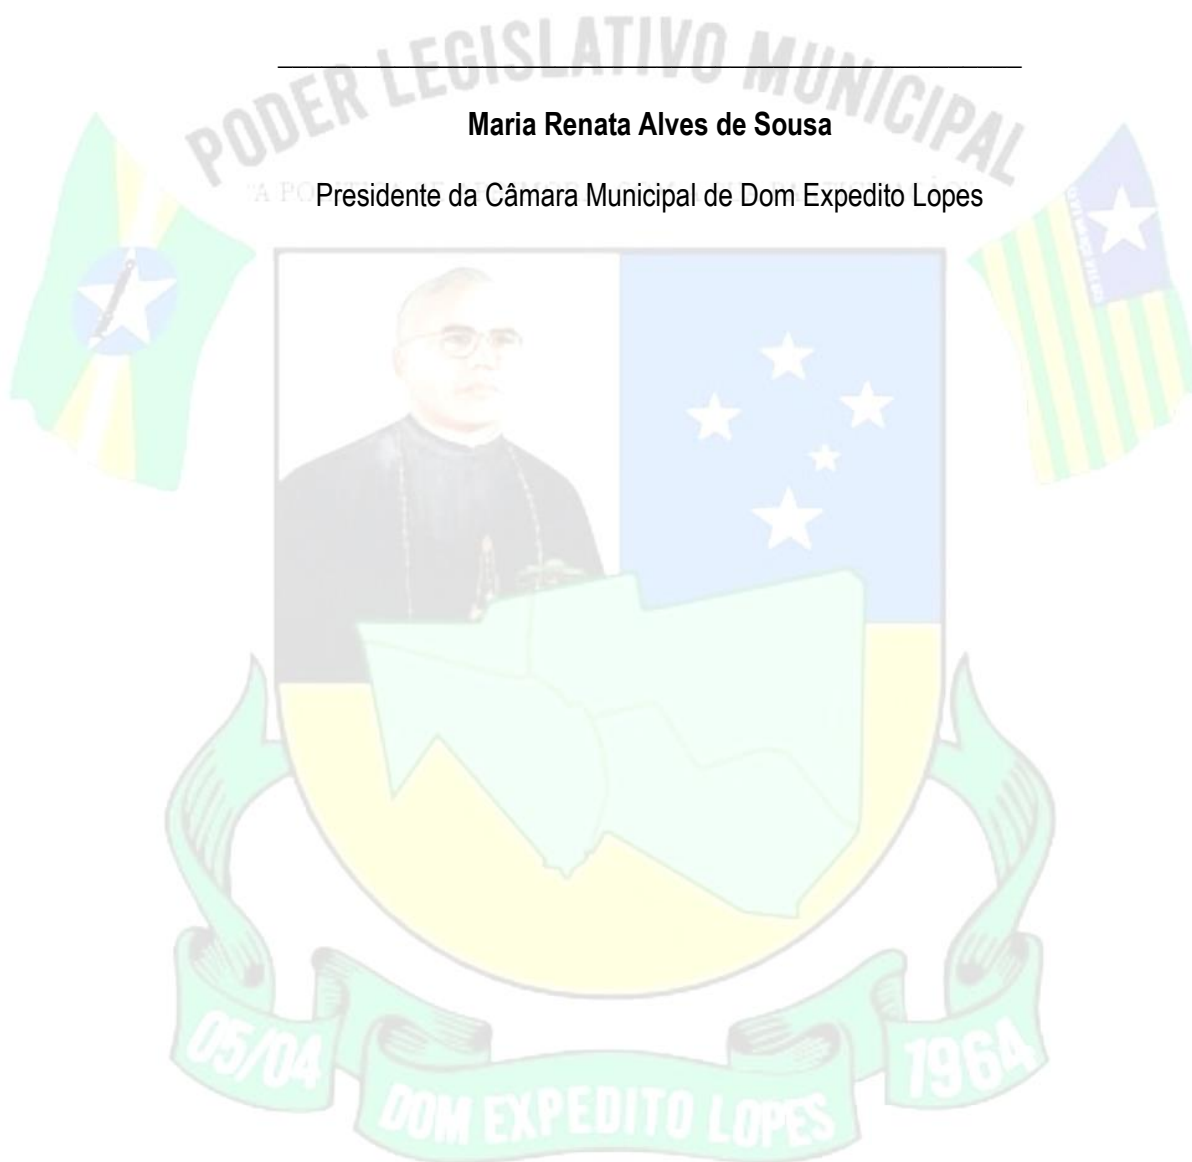 PODER LEGISLATIVO MUNICIPAL
Maria Renata Alves de Sousa
Presidente da Câmara Municipal de Dom Expedito Lopes
05/04
DOM EXPEDITO LOPES
1964